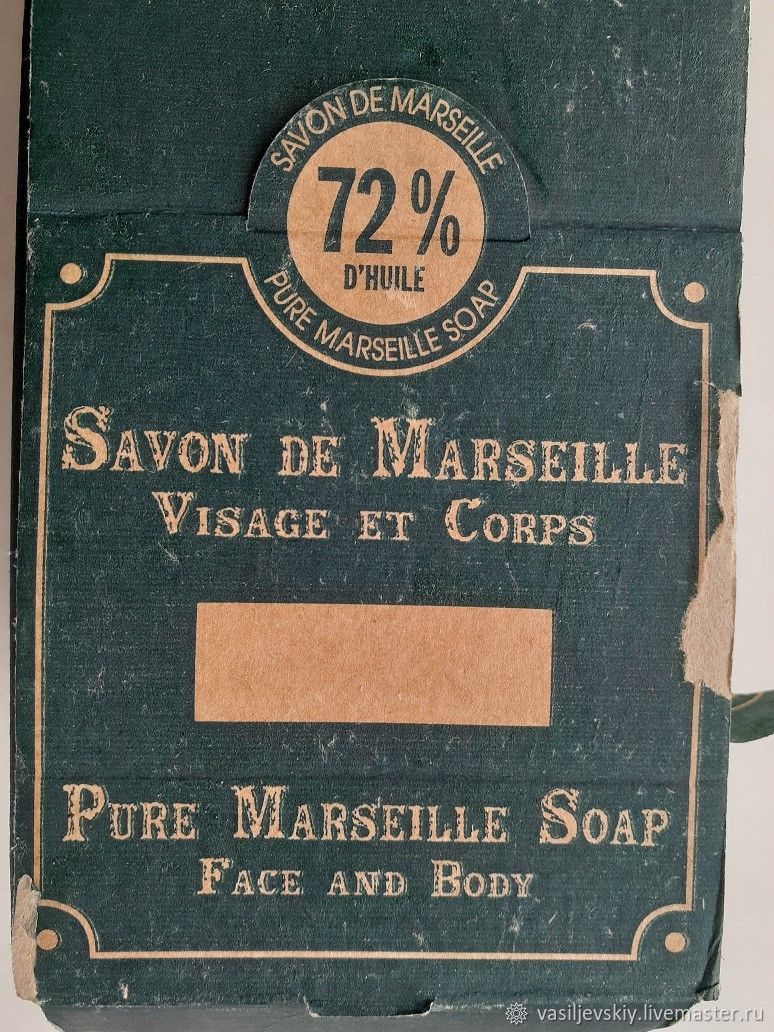 SAVON DE MARSEILLE
72%
D'HUILE
PURE MARSEILLE SOAP
SAVON DE MARSEILLE
VISAGE ET CORPS
PURE MARSEILLE SOAP
FACE AND BODY
vasiljevskiy.livemaster.ru